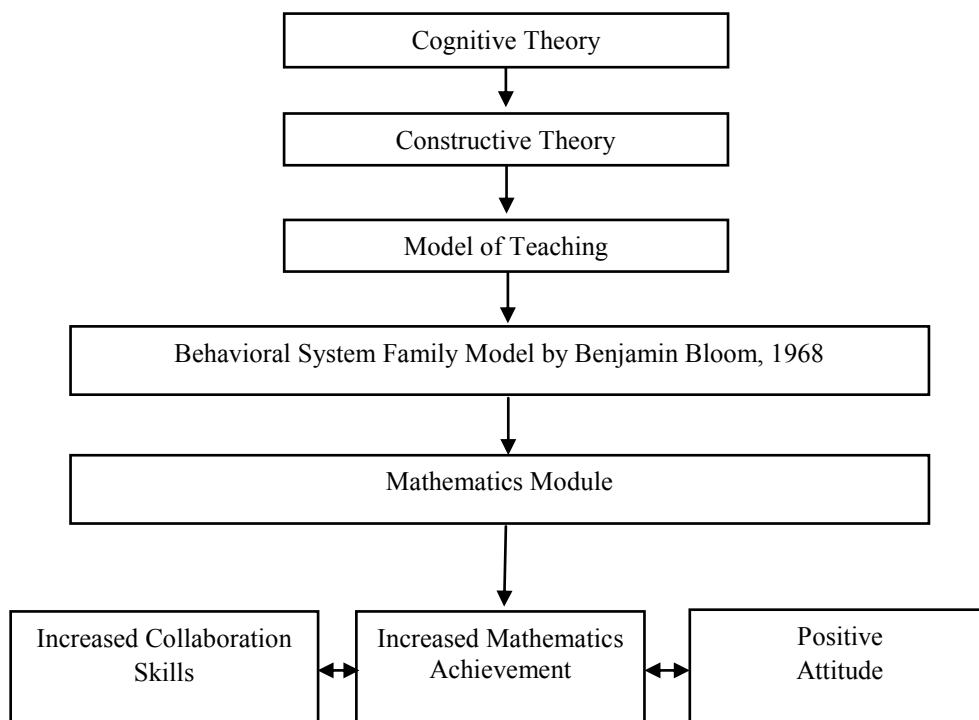 Cognitive Theory
Constructive Theory
Model of Teaching
Behavioral System Family Model by Benjamin Bloom, 1968
Mathematics Module
Increased Collaboration
Skills
Increased Mathematics
Achievement
Positive
Attitude